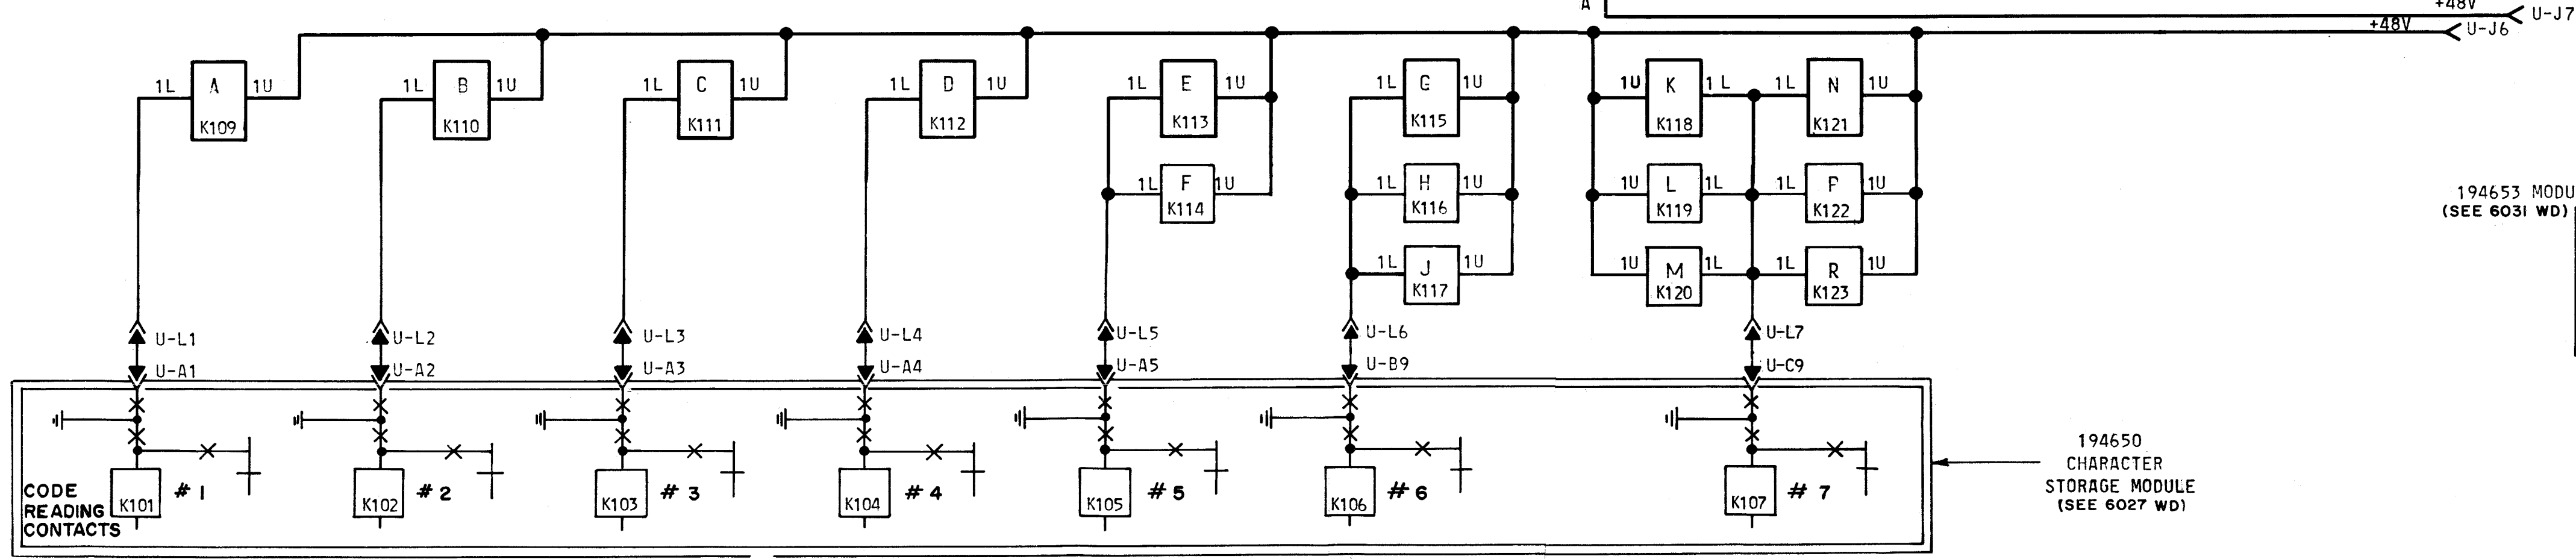 A
+48V
U-J7
+48V
U-J6
1L A 1U
K109
1L B 1U
K110
1L C 1U
K111
1L D 1U
K112
1L E 1U
K113
1L F 1U
K114
1L G 1U
K115
1L H 1U
K116
1L J 1U
K117
1U K 1L
K118
1L N 1U
K121
1U L 1L
K119
1L P 1U
K122
1U M 1L
K120
1L R 1U
K123
194653 MODU
(SEE 6031 WD)
U-L1
U-L2
U-L3
U-L4
U-L5
U-L6
U-L7
U-A1
U-A2
U-A3
U-A4
U-A5
U-B9
U-C9
CODE
READING
CONTACTS
K101 # 1
K102 # 2
K103 # 3
K104 # 4
K105 # 5
K106 # 6
K107 # 7
194650
CHARACTER
STORAGE MODULE
(SEE 6027 WD)